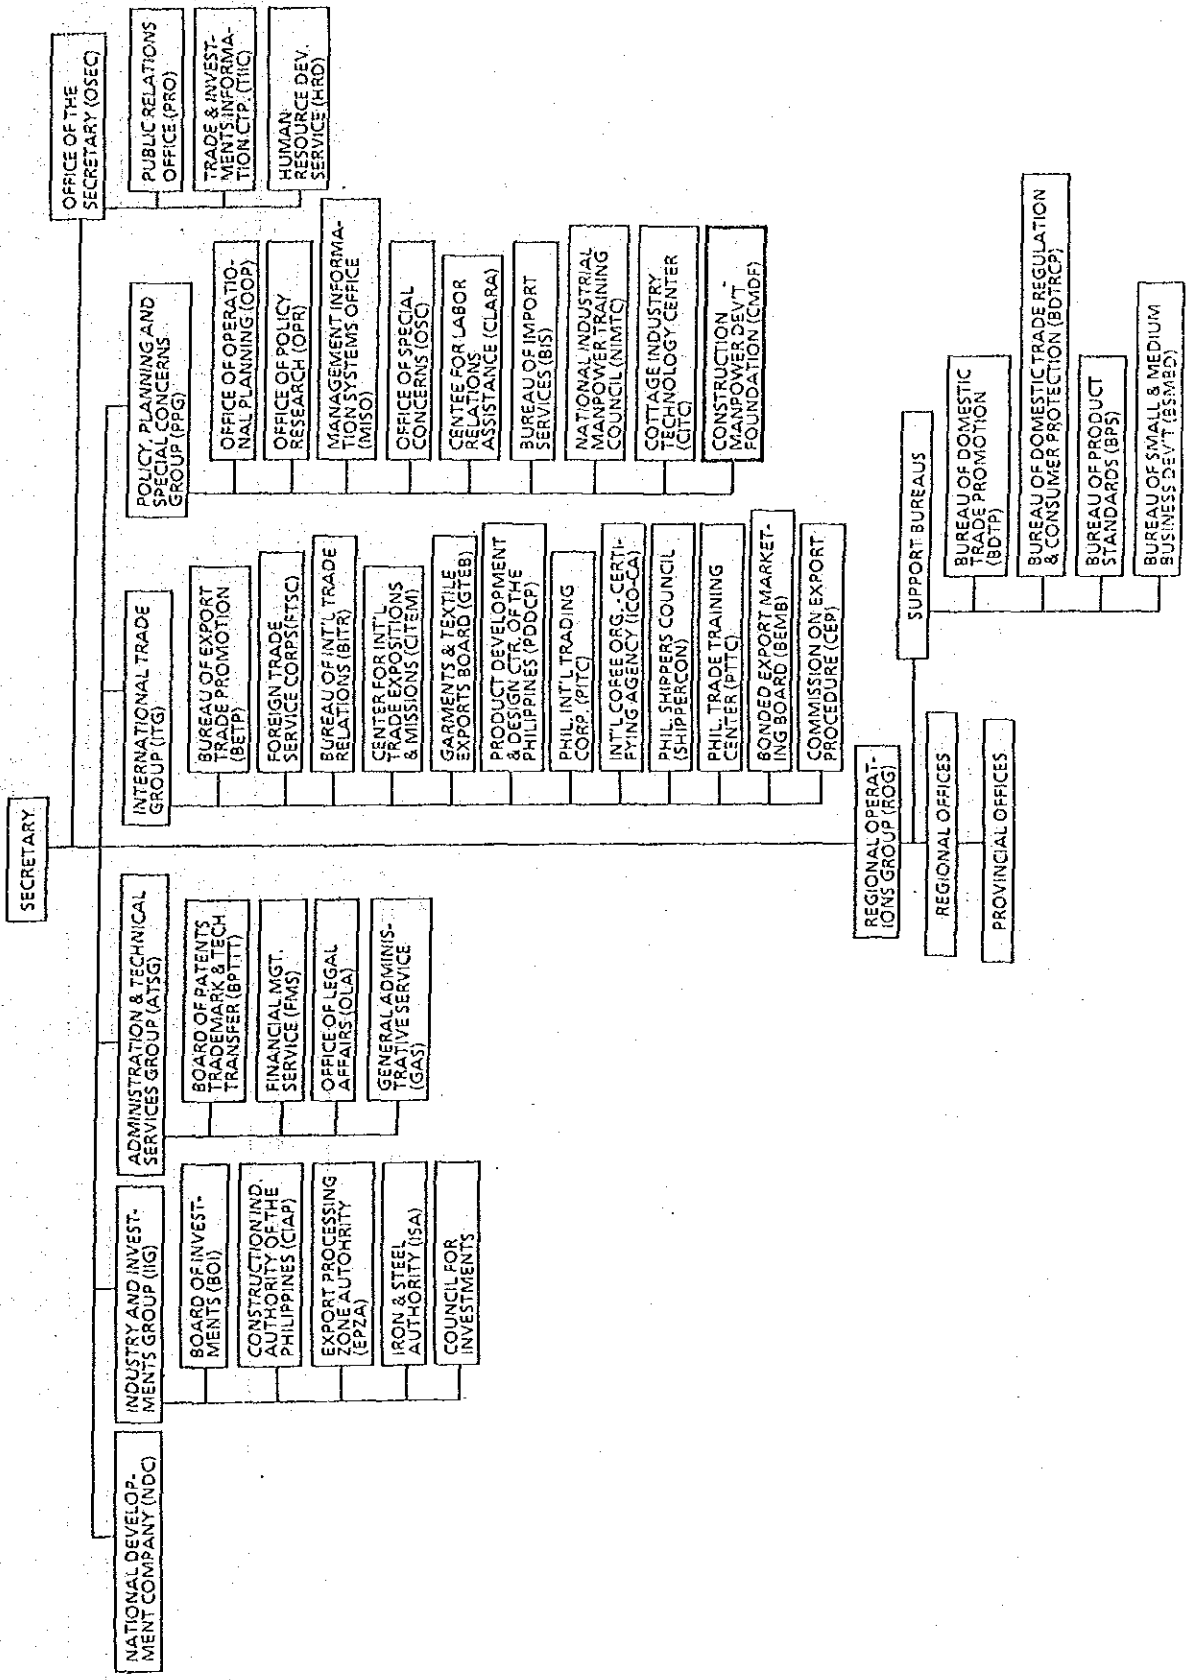 SECRETARY
OFFICE OF THE
SECRETARY (OSEC)
PUBLIC RELATIONS
OFFICE (PRO)
TRADE & INVEST-
MENTS INFORMA-
TION CTP. (TIIC)
HUMAN
RESOURCE DEV.
SERVICE (HRD)
NATIONAL DEVELOP-
MENT COMPANY (NDC)
INDUSTRY AND INVEST-
MENTS GROUP (IIG)
BOARD OF INVEST-
MENTS (BOI)
CONSTRUCTION IND.
AUTHORITY OF THE
PHILIPPINES (CIAP)
EXPORT PROCESSING
ZONE AUTOHRITY
(EPZA)
IRON & STEEL
AUTHORITY (ISA)
COUNCIL FOR
INVESTMENTS
ADMINISTRATION & TECHNICAL
SERVICES GROUP (ATSG)
BOARD OF PATENTS
TRADEMARK & TECH
TRANSFER (BPTTT)
FINANCIAL MGT.
SERVICE (FMS)
OFFICE OF LEGAL
AFFAIRS (OLA)
GENERAL ADMINIS-
TRATIVE SERVICE
(GAS)
INTERNATIONAL TRADE
GROUP (ITG)
BUREAU OF EXPORT
TRADE PROMOTION
(BETP)
FOREIGN TRADE
SERVICE CORPS(FTSC)
BUREAU OF INT'L TRADE
RELATIONS (BITR)
CENTER FOR INT'L
TRADE EXPOSITIONS
& MISSIONS (CITEM)
GARMENTS & TEXTILE
EXPORTS BOARD (GTEB)
PRODUCT DEVELOPMENT
& DESIGN CTR. OF THE
PHILIPPINES (PDDCP)
PHIL. INT'L TRADING
CORP. (PITC)
INT'L COFEE ORG. - CERTI-
FYING AGENCY (ICO-CA)
PHIL. SHIPPERS COUNCIL
(SHIPPERCON)
PHIL. TRADE TRAINING
CENTER (PTTC)
BONDED EXPORT MARKET-
ING BOARD (BEMB)
COMMISSION ON EXPORT
PROCEDURE (CEP)
POLICY, PLANNING AND
SPECIAL CONCERNS
GROUP (PPG)
OFFICE OF OPERATIO-
NAL PLANNING (OOP)
OFFICE OF POLICY
RESEARCH (OPR)
MANAGEMENT INFORMA-
TION SYSTEMS OFFICE
(MISO)
OFFICE OF SPECIAL
CONCERNS (OSC)
CENTER FOR LABOR
RELATIONS
ASSISTANCE (CLARA)
BUREAU OF IMPORT
SERVICES (BIS)
NATIONAL INDUSTRIAL
MANPOWER TRAINING
COUNCIL (NIMTC)
COTTAGE INDUSTRY
TECHNOLOGY CENTER
(CITC)
CONSTRUCTION
MANPOWER DEV'T
FOUNDATION (CMDF)
REGIONAL OPERAT-
IONS GROUP (ROG)
REGIONAL OFFICES
PROVINCIAL OFFICES
SUPPORT BUREAUS
BUREAU OF DOMESTIC
TRADE PROMOTION
(BDTP)
BUREAU OF DOMESTIC TRADE REGULATION
& CONSUMER PROTECTION (BDTRCP)
BUREAU OF PRODUCT
STANDARDS (BPS)
BUREAU OF SMALL & MEDIUM
BUSINESS DEV'T (BSMBD)